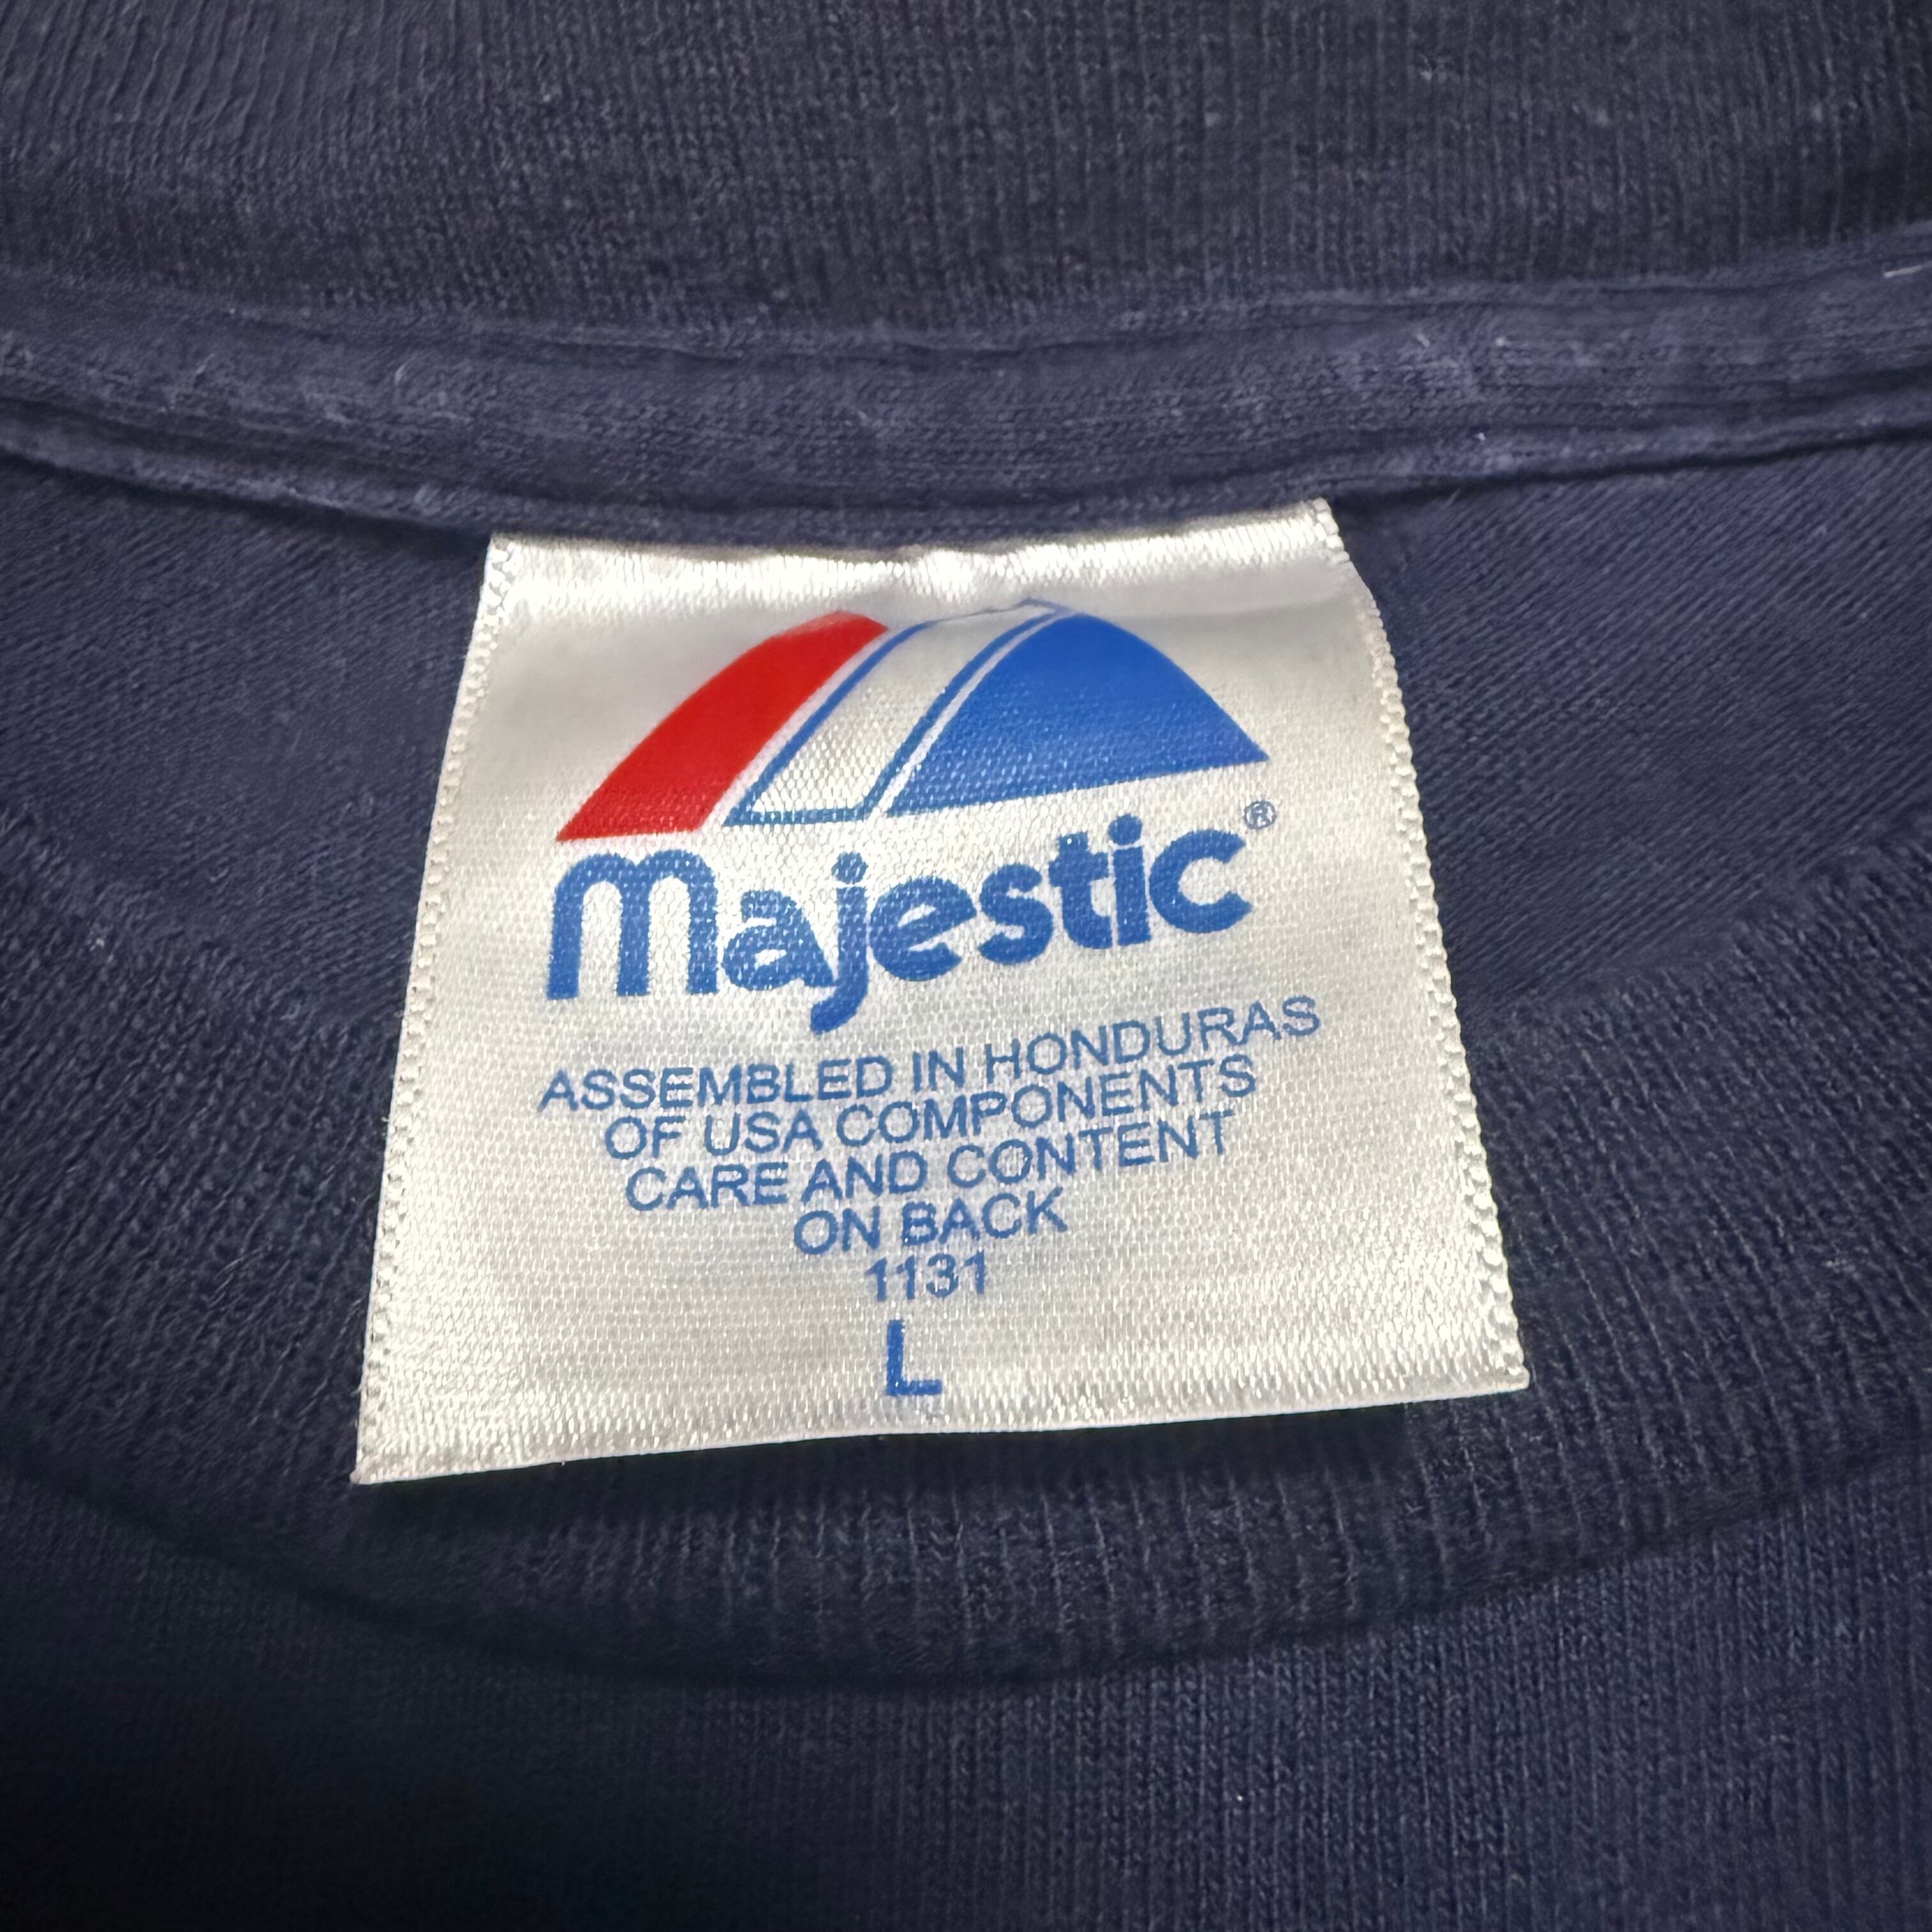 majestic®
ASSEMBLED IN HONDURAS
OF USA COMPONENTS
CARE AND CONTENT
ON BACK
1131
L